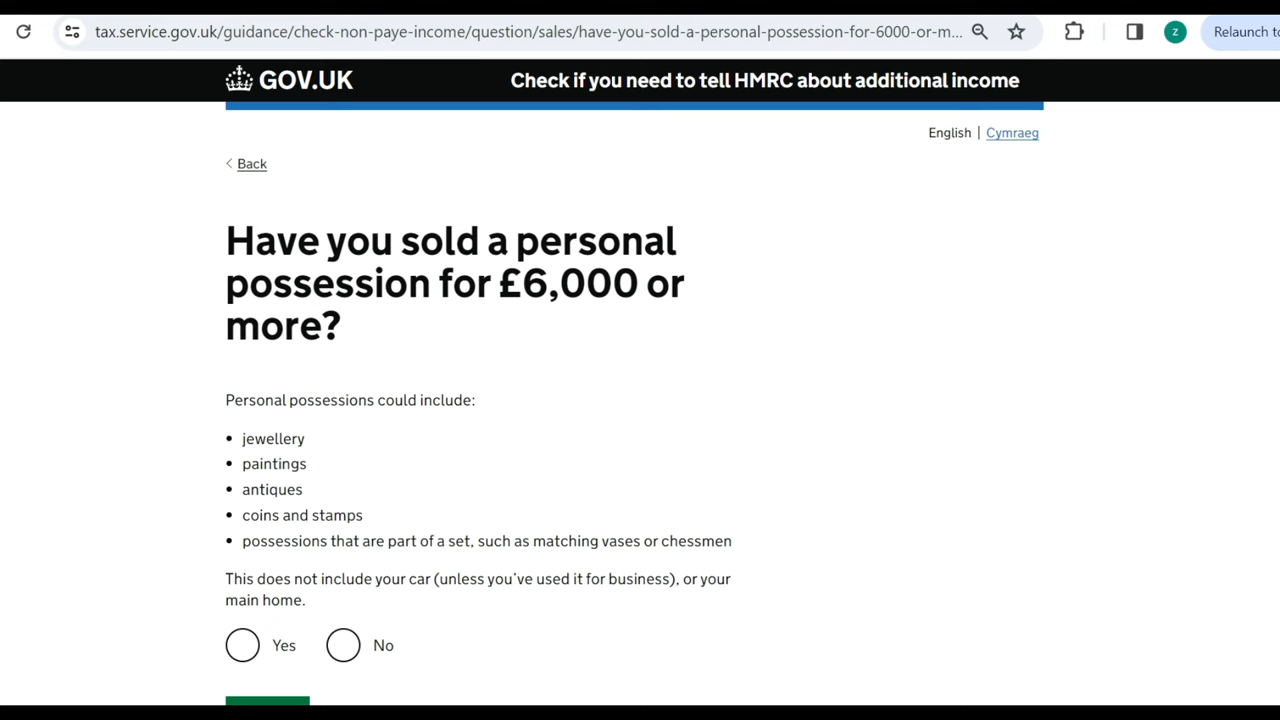 tax.service.gov.uk/guidance/check-non-paye-income/question/sales/have-you-sold-a-personal-possession-for-6000-or-m...
z
Relaunch to
GOV.UK
Check if you need to tell HMRC about additional income
English | Cymraeg
Back
Have you sold a personal
possession for £6,000 or
more?
Personal possessions could include:
• jewellery
• paintings
• antiques
• coins and stamps
• possessions that are part of a set, such as matching vases or chessmen
This does not include your car (unless you've used it for business), or your
main home.
Yes
No